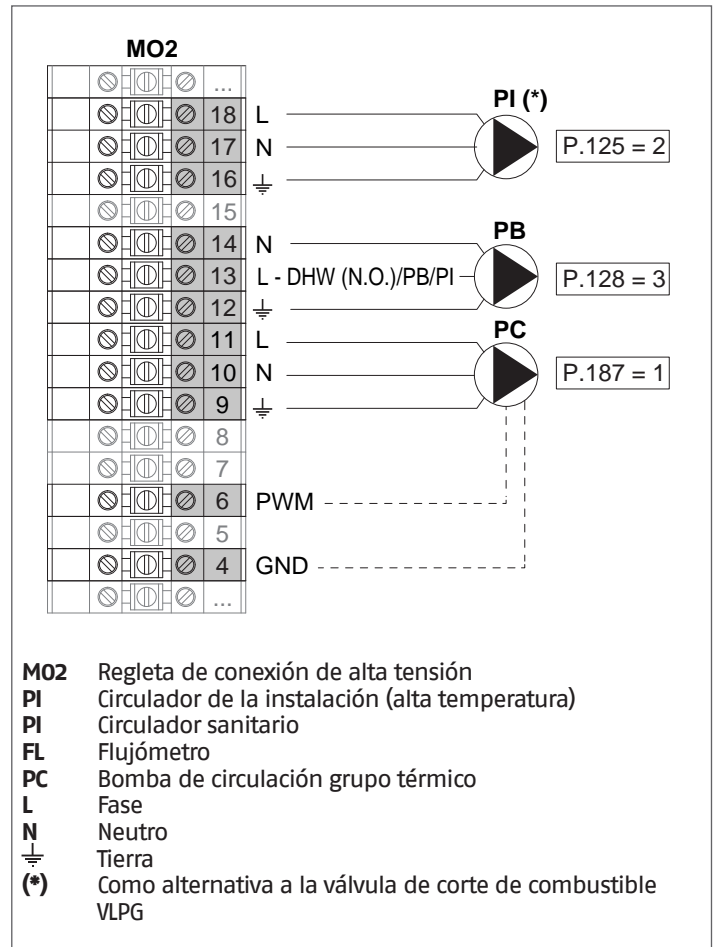 MO2
...
18 L PI (*)
17 N P.125 = 2
16 ⏚
15
14 N PB
13 L - DHW (N.O.)/PB/PI P.128 = 3
12 ⏚
11 L PC
10 N P.187 = 1
9 ⏚
8
7
6 PWM
5
4 GND
...
M02 Regleta de conexión de alta tensión
PI Circulador de la instalación (alta temperatura)
PI Circulador sanitario
FL Flujómetro
PC Bomba de circulación grupo térmico
L Fase
N Neutro
⏚ Tierra
(*) Como alternativa a la válvula de corte de combustible
VLPG